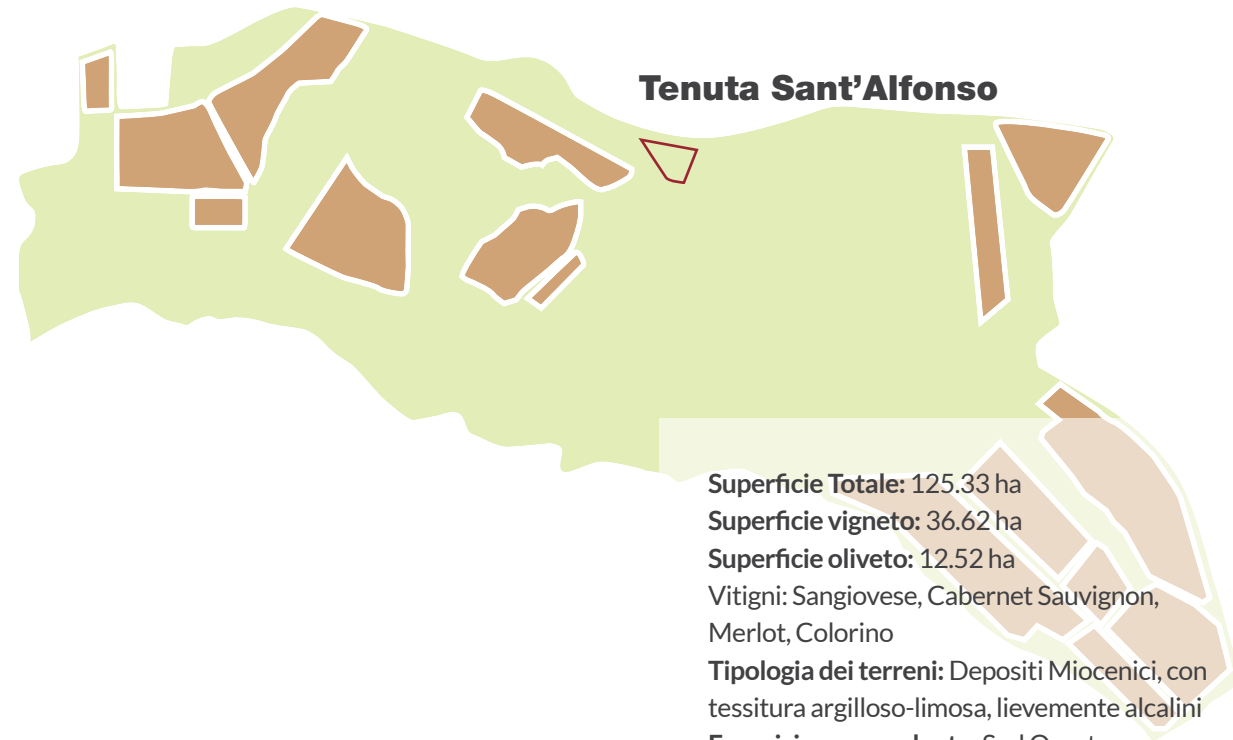 Tenuta Sant’Alfonso
Superficie Totale: 125.33 ha
Superficie vigneto: 36.62 ha
Superficie oliveto: 12.52 ha
Vitigni: Sangiovese, Cabernet Sauvignon,
Merlot, Colorino
Tipologia dei terreni: Depositi Miocenici, con
tessitura argilloso-limosa, lievemente alcalini